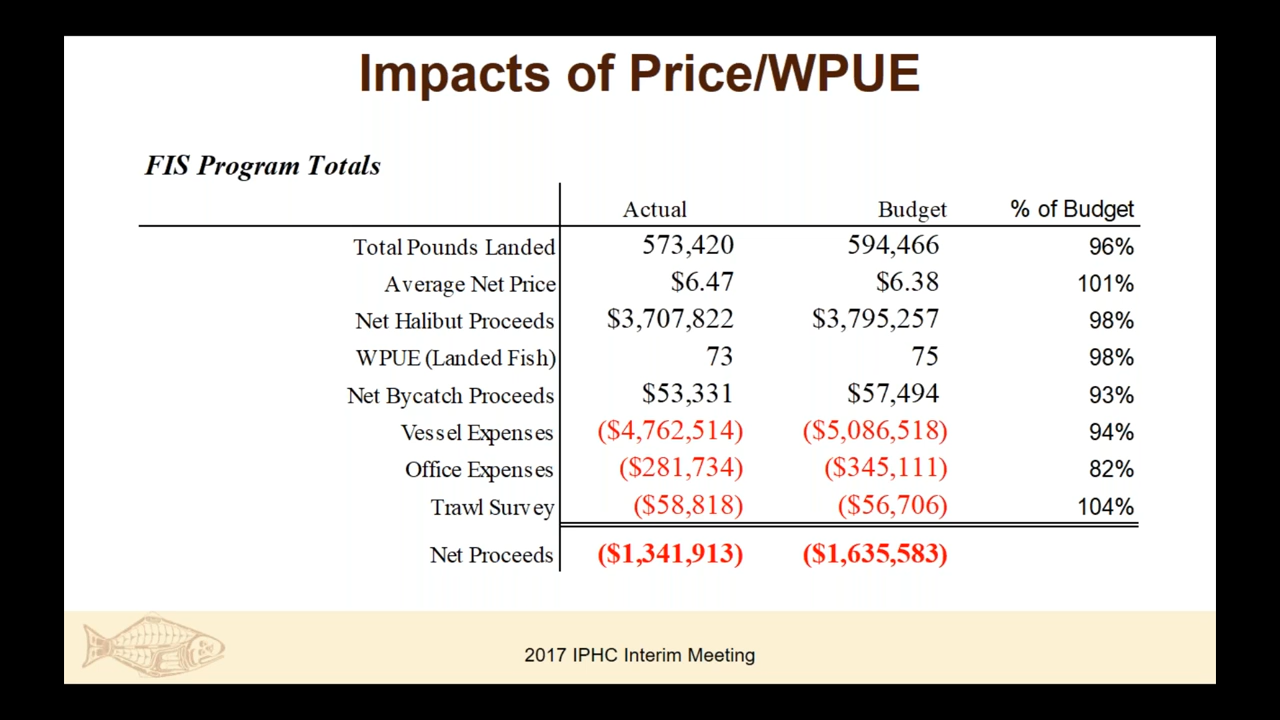 Impacts of Price/WPUE
FIS Program Totals
Actual Budget % of Budget
Total Pounds Landed 573,420 594,466 96%
Average Net Price $6.47 $6.38 101%
Net Halibut Proceeds $3,707,822 $3,795,257 98%
WPUE (Landed Fish) 73 75 98%
Net Bycatch Proceeds $53,331 $57,494 93%
Vessel Expenses ($4,762,514) ($5,086,518) 94%
Office Expenses ($281,734) ($345,111) 82%
Trawl Survey ($58,818) ($56,706) 104%
Net Proceeds ($1,341,913) ($1,635,583)
2017 IPHC Interim Meeting